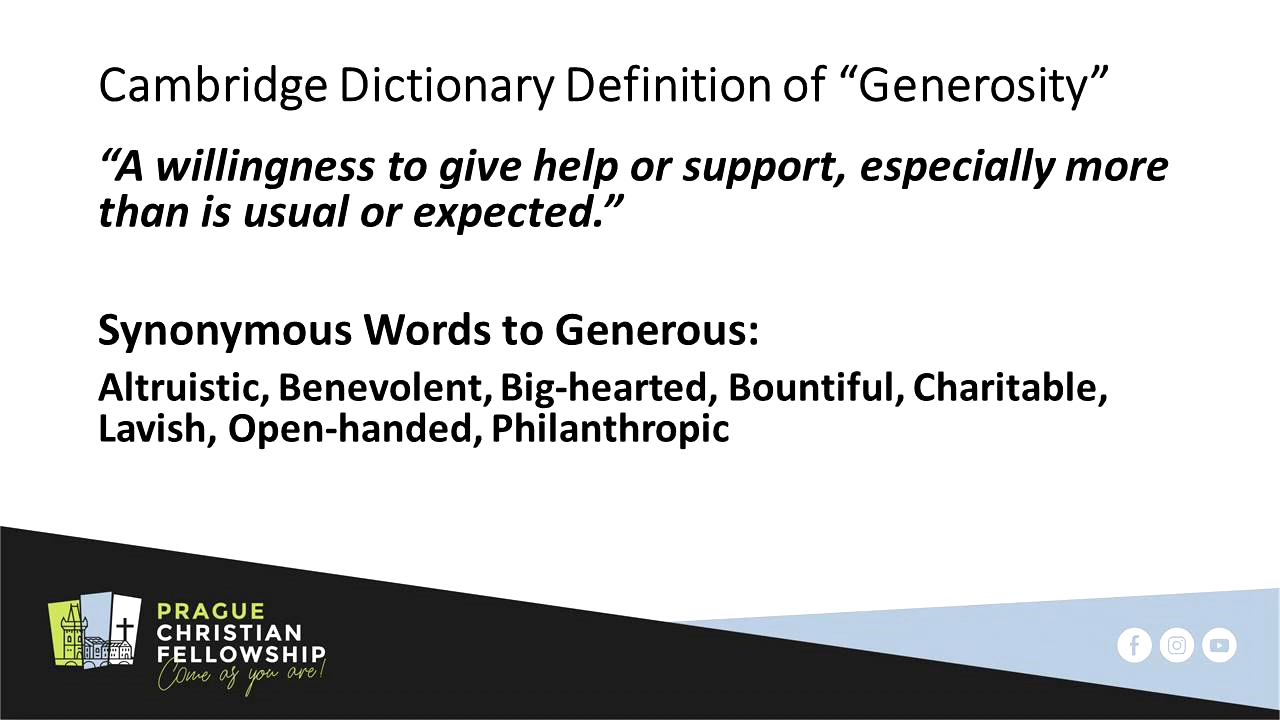 Cambridge Dictionary Definition of “Generosity”
“A willingness to give help or support, especially more
than is usual or expected.”
Synonymous Words to Generous:
Altruistic, Benevolent, Big-hearted, Bountiful, Charitable,
Lavish, Open-handed, Philanthropic
PRAGUE
CHRISTIAN
FELLOWSHIP
Come as you are!